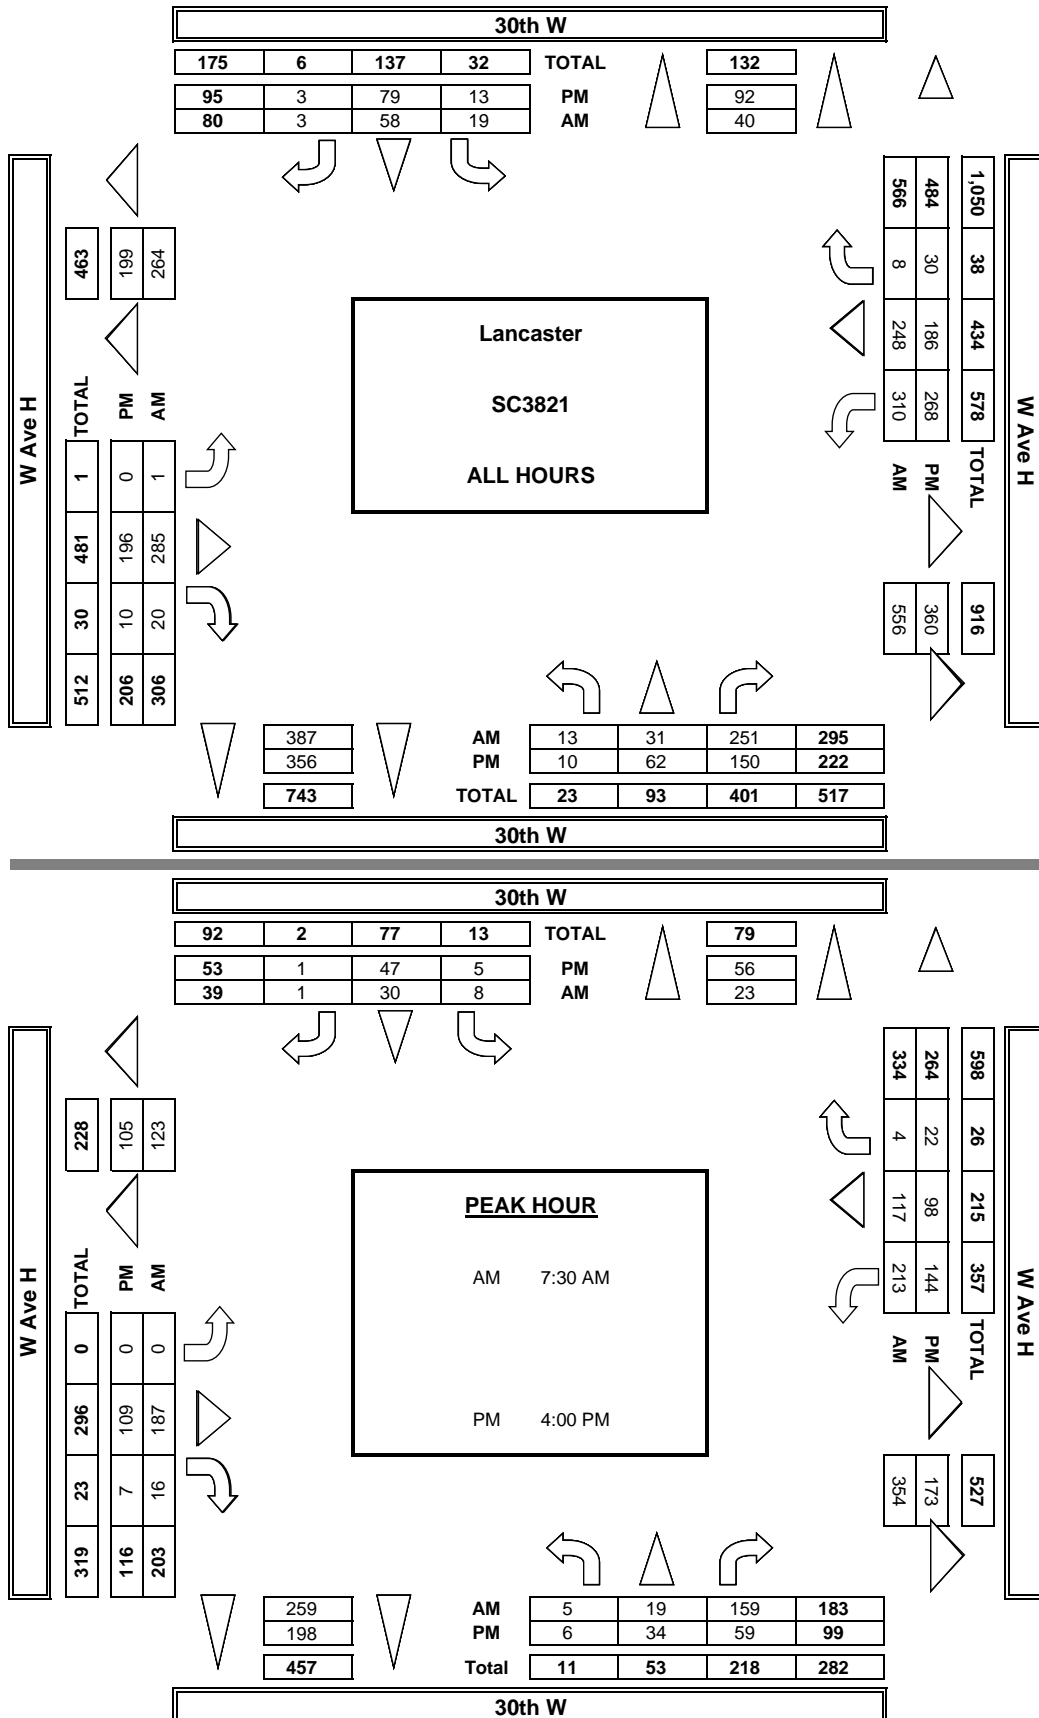 30th W
175 6 137 32 TOTAL 132
95 3 79 13 PM 92
80 3 58 19 AM 40
W Ave H
463
199
264
TOTAL 1 481 30 512
PM 0 196 10 206
AM 1 285 20 306
Lancaster
SC3821
ALL HOURS
1,050 38 434 578 TOTAL
484 30 186 268 PM
566 8 248 310 AM
916
360
556
W Ave H
387 AM 13 31 251 295
356 PM 10 62 150 222
743 TOTAL 23 93 401 517
30th W
30th W
92 2 77 13 TOTAL 79
53 1 47 5 PM 56
39 1 30 8 AM 23
W Ave H
228
105
123
TOTAL 0 296 23 319
PM 0 109 7 116
AM 0 187 16 203
PEAK HOUR
AM 7:30 AM
PM 4:00 PM
598 26 215 357 TOTAL
264 22 98 144 PM
334 4 117 213 AM
527
173
354
W Ave H
259 AM 5 19 159 183
198 PM 6 34 59 99
457 Total 11 53 218 282
30th W